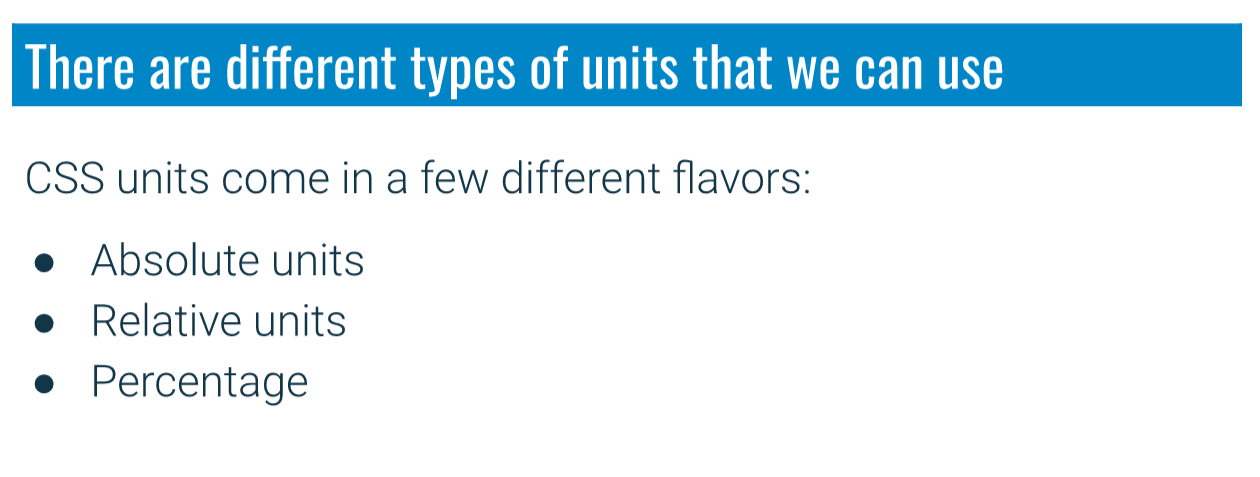 There are different types of units that we can use
CSS units come in a few different flavors:
● Absolute units
● Relative units
● Percentage